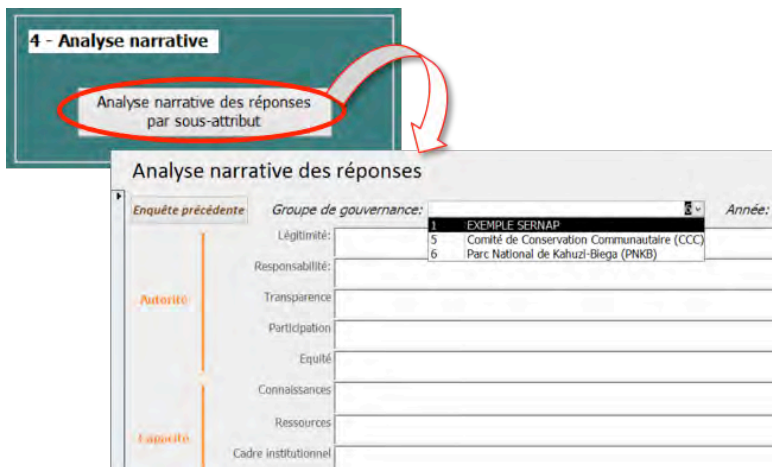 4 - Analyse narrative
Analyse narrative des réponses
par sous-attribut
Analyse narrative des réponses
Enquête précédente Groupe de gouvernance: 6 Année:
1 EXEMPLE SERNAP
5 Comité de Conservation Communautaire (CCC)
6 Parc National de Kahuzi-Biega (PNKB)
Légitimité:
Responsabilité:
Autorité
Transparence
Participation
Equité
Connaissances
Ressources
Capacité
Cadre institutionnel